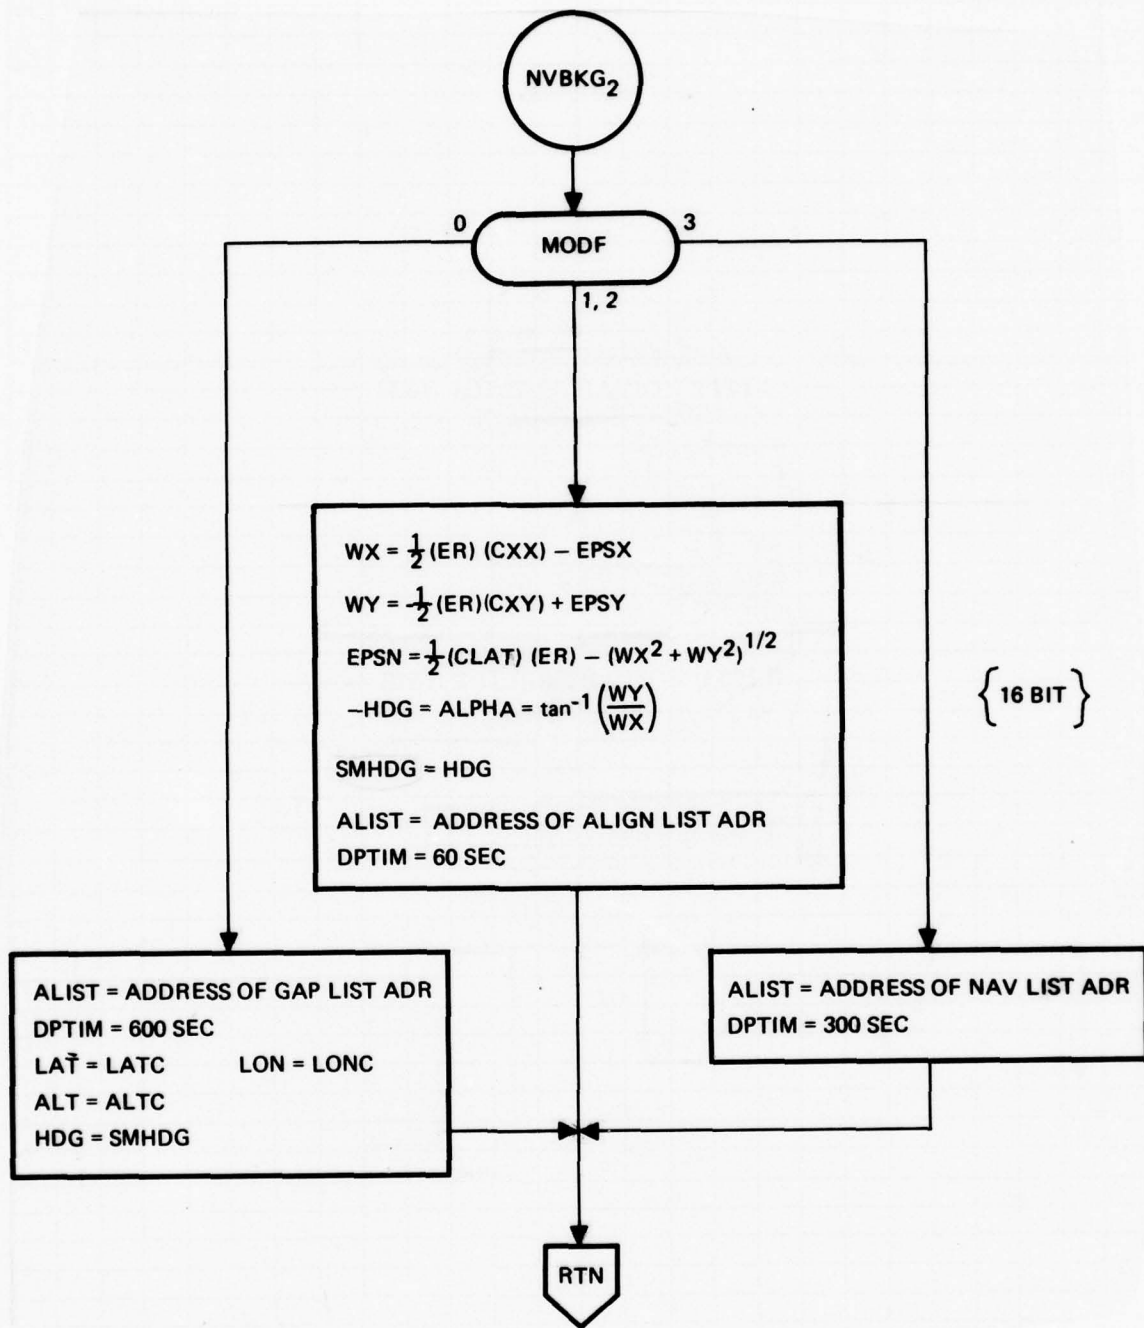 NVBKG₂
0
MODF
3
1, 2
WX = 1/2 (ER) (CXX) – EPSX
WY = -1/2 (ER)(CXY) + EPSY
EPSN = 1/2 (CLAT) (ER) – (WX² + WY²)^1/2
–HDG = ALPHA = tan⁻¹ (WY/WX)
SMHDG = HDG
ALIST = ADDRESS OF ALIGN LIST ADR
DPTIM = 60 SEC
{16 BIT}
ALIST = ADDRESS OF GAP LIST ADR
DPTIM = 600 SEC
LAT = LATC LON = LONC
ALT = ALTC
HDG = SMHDG
ALIST = ADDRESS OF NAV LIST ADR
DPTIM = 300 SEC
RTN